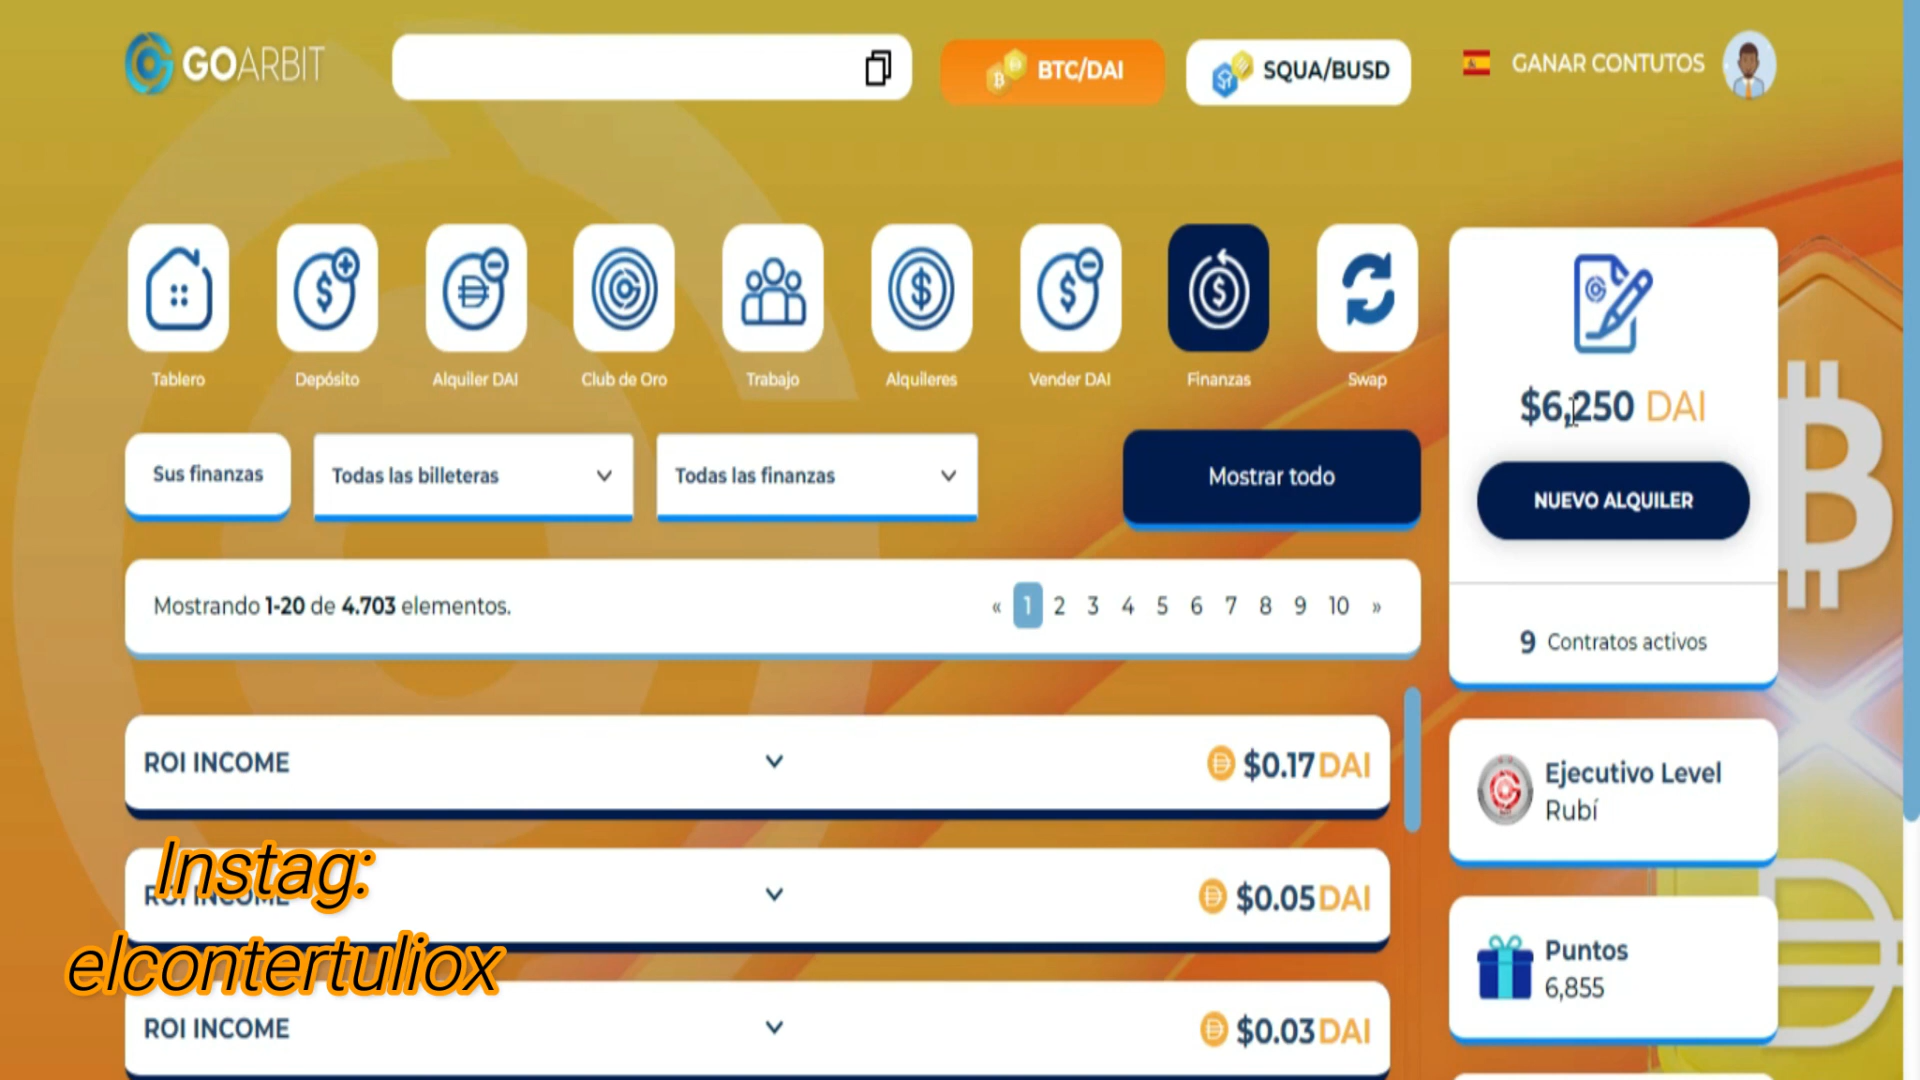 GOARBIT
BTC/DAI
SQUA/BUSD
GANAR CONTUTOS
Tablero
Depósito
Alquiler DAI
Club de Oro
Trabajo
Alquileres
Vender DAI
Finanzas
Swap
$6,250 DAI
NUEVO ALQUILER
9 Contratos activos
Sus finanzas
Todas las billeteras
Todas las finanzas
Mostrar todo
Mostrando 1-20 de 4.703 elementos.
« 1 2 3 4 5 6 7 8 9 10 »
ROI INCOME
$0.17 DAI
ROI INCOME
$0.05 DAI
ROI INCOME
$0.03 DAI
Ejecutivo Level
Rubí
Puntos
6,855
Instag:
elcontertuliox